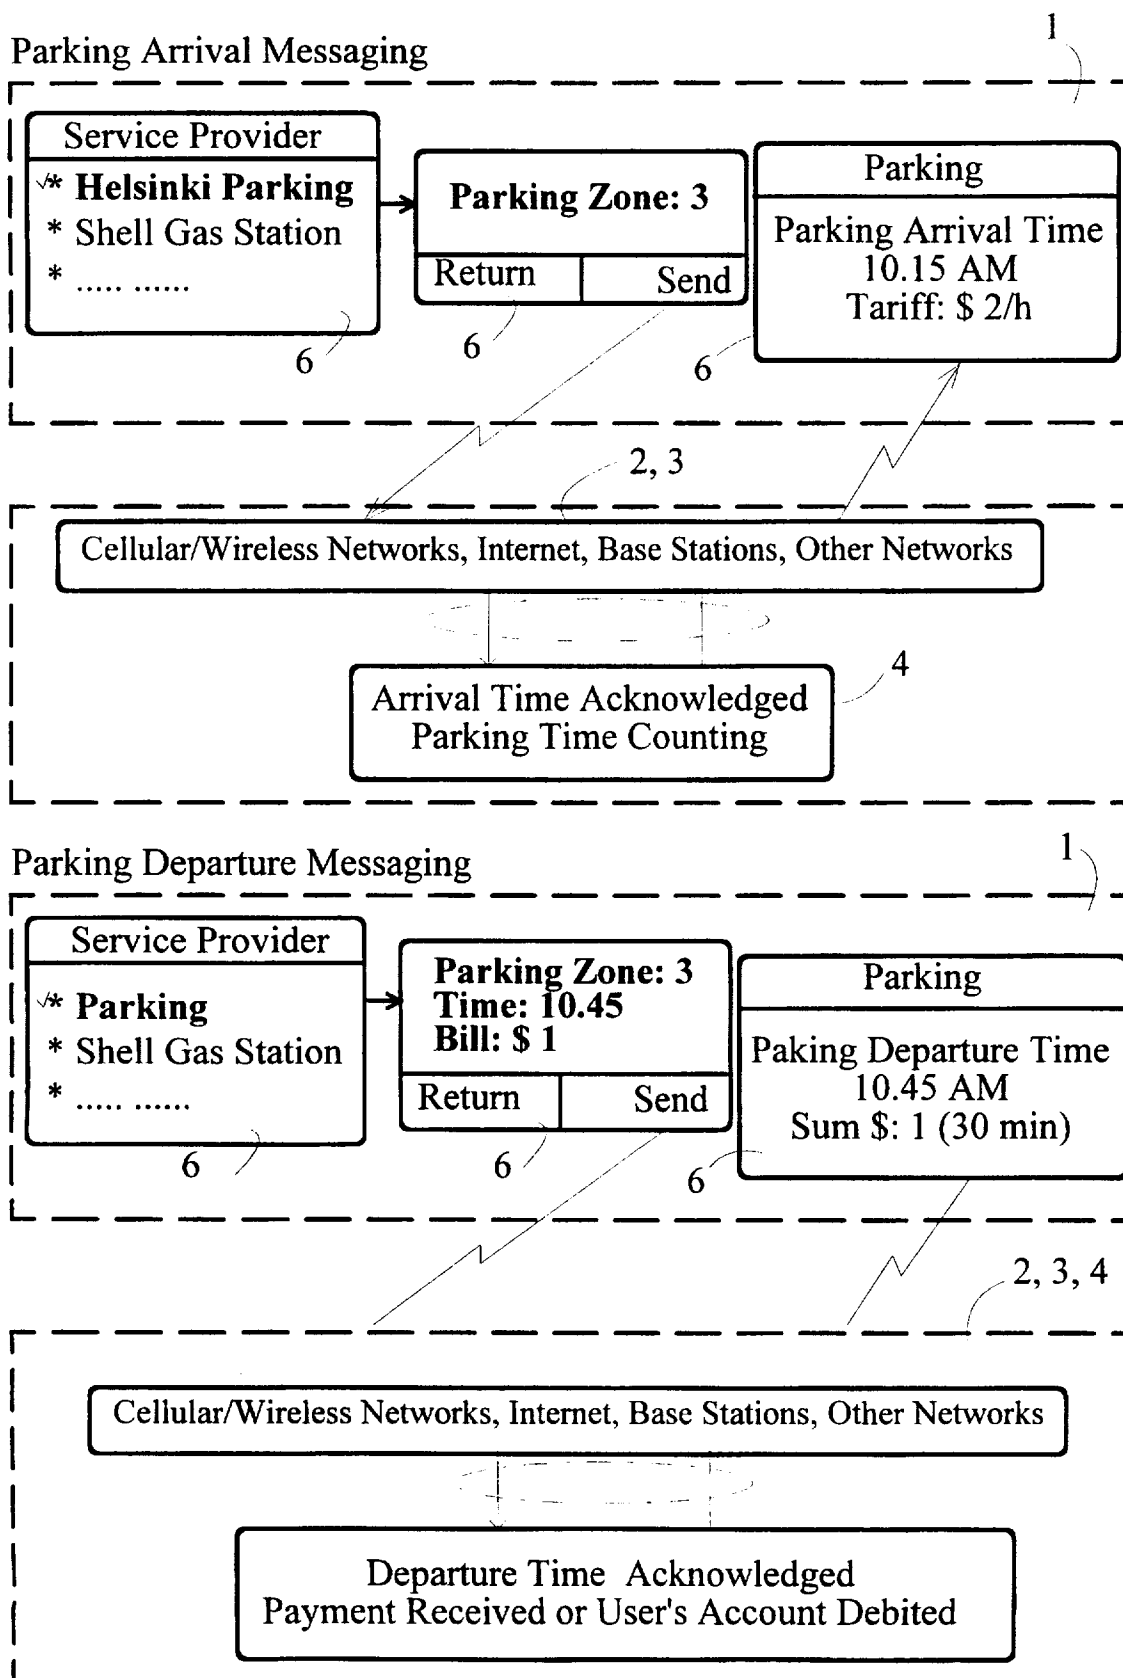 1
Parking Arrival Messaging
Service Provider
√* Helsinki Parking
* Shell Gas Station
* ..... ......
6
Parking Zone: 3
Return Send
6
Parking
Parking Arrival Time
10.15 AM
Tariff: $ 2/h
6
2, 3
Cellular/Wireless Networks, Internet, Base Stations, Other Networks
4
Arrival Time Acknowledged
Parking Time Counting
Parking Departure Messaging
1
Service Provider
√* Parking
* Shell Gas Station
* ..... ......
6
Parking Zone: 3
Time: 10.45
Bill: $ 1
Return Send
6
Parking
Paking Departure Time
10.45 AM
Sum $: 1 (30 min)
6
2, 3, 4
Cellular/Wireless Networks, Internet, Base Stations, Other Networks
Departure Time Acknowledged
Payment Received or User's Account Debited